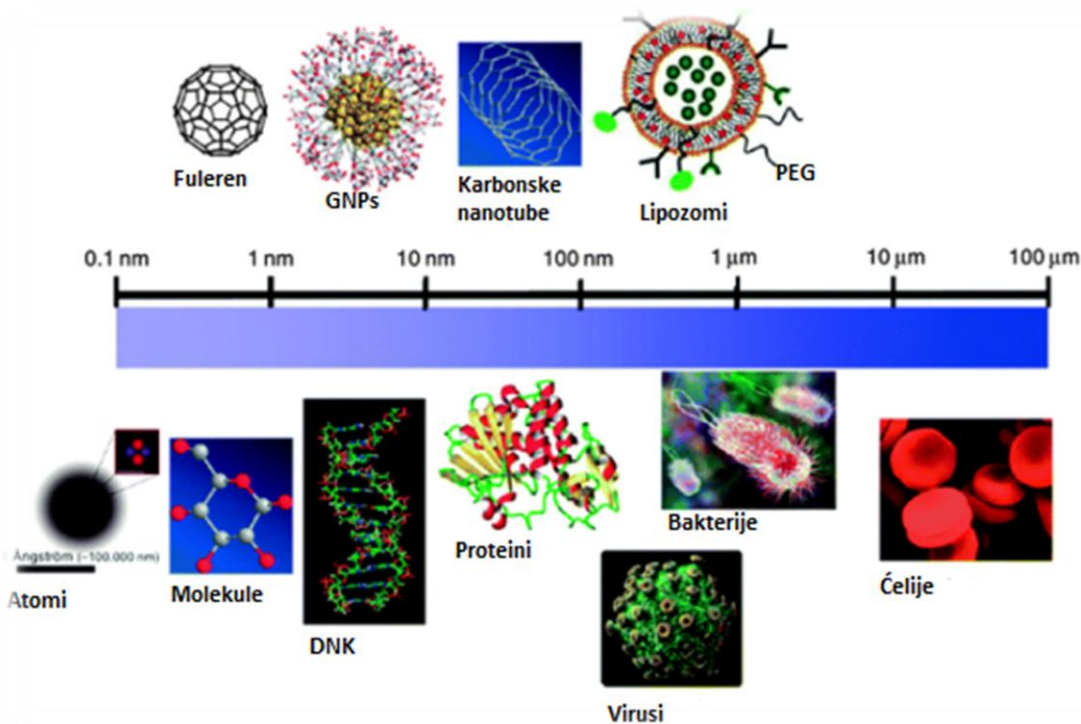 Fuleren
GNPs
Karbonske
nanotube
Lipozomi
PEG
0.1 nm
1 nm
10 nm
100 nm
1 µm
10 µm
100 µm
Ångström (~100.000 nm)
Atomi
Molekule
DNK
Proteini
Bakterije
Virusi
Ćelije